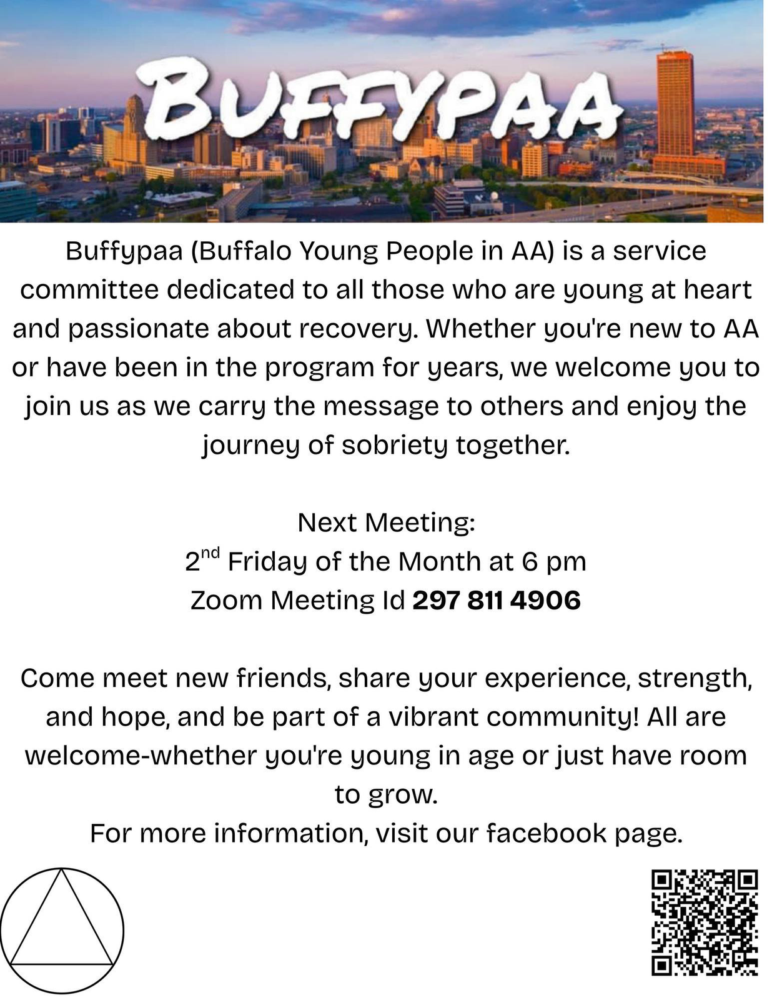 BUFFYPAA
Buffypaa (Buffalo Young People in AA) is a service
committee dedicated to all those who are young at heart
and passionate about recovery. Whether you're new to AA
or have been in the program for years, we welcome you to
join us as we carry the message to others and enjoy the
journey of sobriety together.
Next Meeting:
2nd Friday of the Month at 6 pm
Zoom Meeting Id 297 811 4906
Come meet new friends, share your experience, strength,
and hope, and be part of a vibrant community! All are
welcome-whether you're young in age or just have room
to grow.
For more information, visit our facebook page.